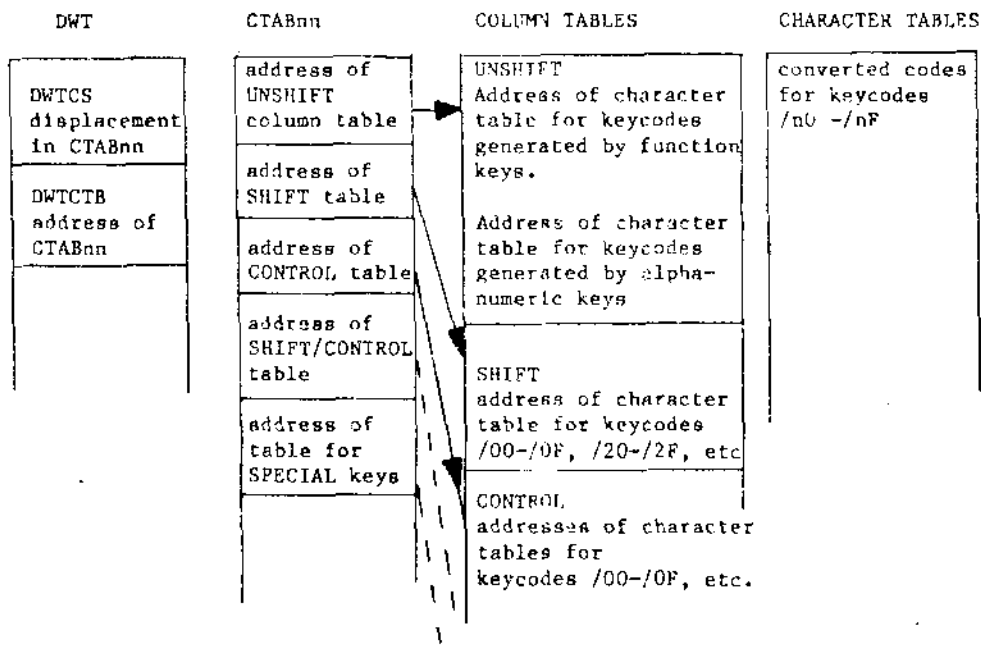 DWT CTABnn COLUMN TABLES CHARACTER TABLES
DWTCS
displacement
in CTABnn
DWTCTB
address of
CTABnn
address of
UNSHIFT
column table
address of
SHIFT table
address of
CONTROL table
address of
SHIFT/CONTROL
table
address of
table for
SPECIAL keys
UNSHIFT
Address of character
table for keycodes
generated by function
keys.
Address of character
table for keycodes
generated by alpha-
numeric keys
SHIFT
address of character
table for keycodes
/00-/0F, /20-/2F, etc
CONTROL
addresses of character
tables for
keycodes /00-/0F, etc.
converted codes
for keycodes
/n0 -/nF